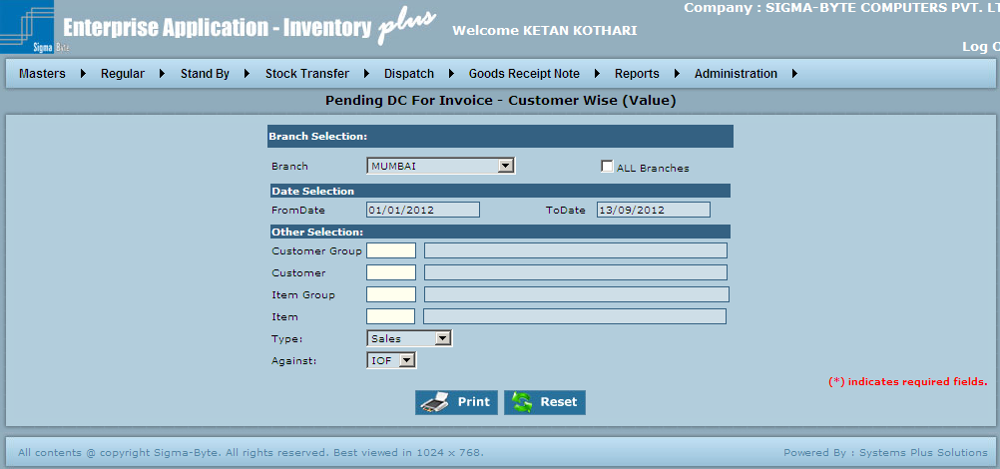 Company : SIGMA-BYTE COMPUTERS PVT.
Enterprise Application - Inventory plus
Welcome KETAN KOTHARI
Sigma Byte
Log
Masters Regular Stand By Stock Transfer Dispatch Goods Receipt Note Reports Administration
Pending DC For Invoice - Customer Wise (Value)
Branch Selection:
Branch MUMBAI ALL Branches
Date Selection
FromDate 01/01/2012 ToDate 13/09/2012
Other Selection:
Customer Group
Customer
Item Group
Item
Type: Sales
Against: IOF
(*) indicates required fields.
Print Reset
All contents @ copyright Sigma-Byte. All rights reserved. Best viewed in 1024 x 768. Powered By : Systems Plus Solutions